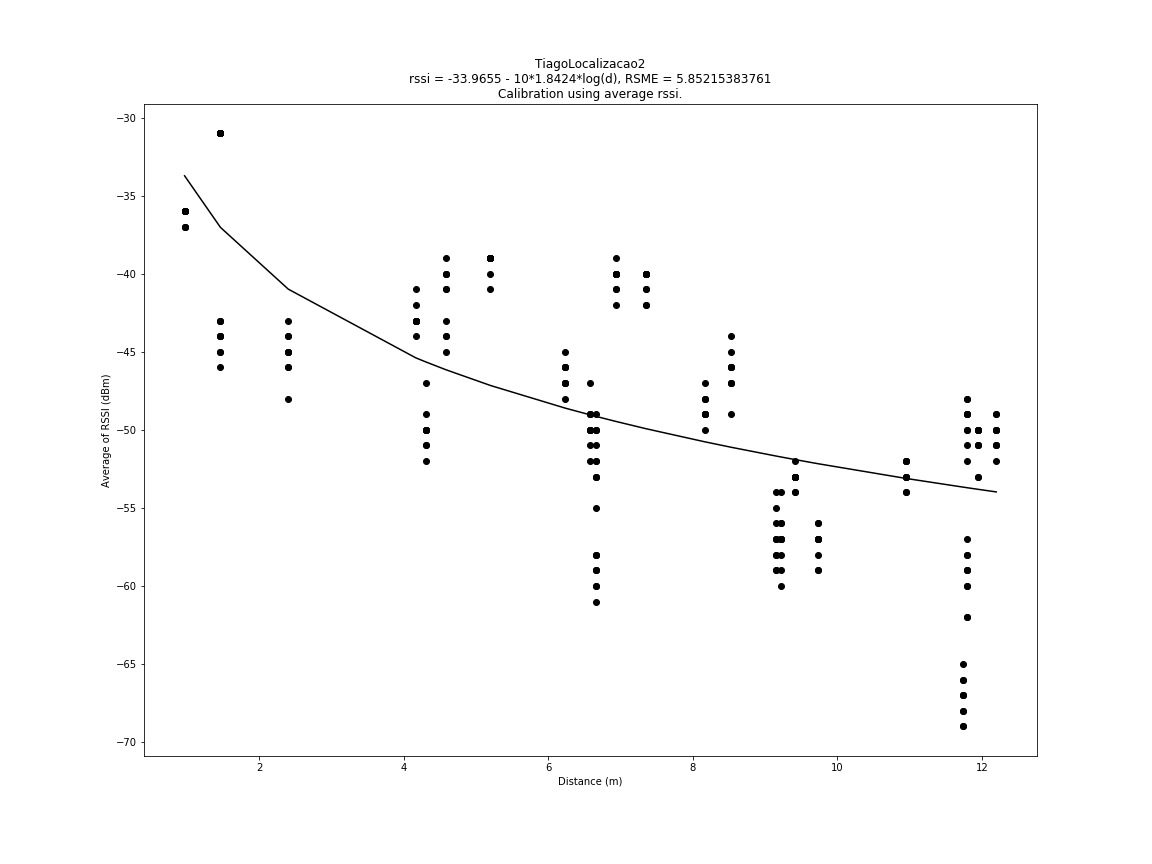 TiagoLocalizacao2
rssi = -33.9655 - 10*1.8424*log(d), RSME = 5.85215383761
Calibration using average rssi.
Average of RSSI (dBm)
−30
−35
−40
−45
−50
−55
−60
−65
−70
2 4 6 8 10 12
Distance (m)